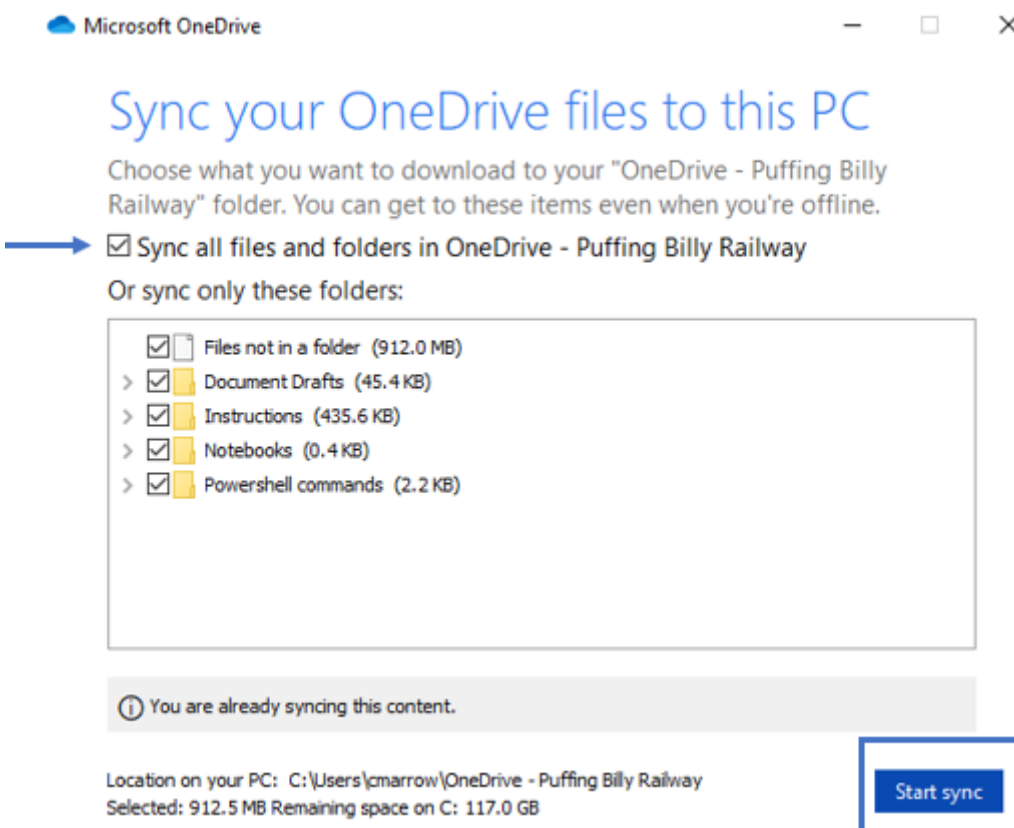 Microsoft OneDrive
Sync your OneDrive files to this PC
Choose what you want to download to your "OneDrive - Puffing Billy
Railway" folder. You can get to these items even when you're offline.
Sync all files and folders in OneDrive - Puffing Billy Railway
Or sync only these folders:
Files not in a folder (912.0 MB)
Document Drafts (45.4 KB)
Instructions (435.6 KB)
Notebooks (0.4 KB)
Powershell commands (2.2 KB)
You are already syncing this content.
Location on your PC: C:\Users\cmarrow\OneDrive - Puffing Billy Railway
Selected: 912.5 MB Remaining space on C: 117.0 GB
Start sync